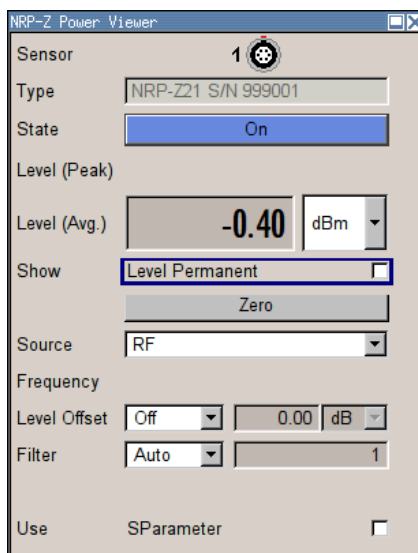 NRP-Z Power Viewer
Sensor 1
Type NRP-Z21 S/N 999001
State On
Level (Peak)
Level (Avg.) -0.40 dBm
Show Level Permanent
Zero
Source RF
Frequency
Level Offset Off 0.00 dB
Filter Auto 1
Use SParameter